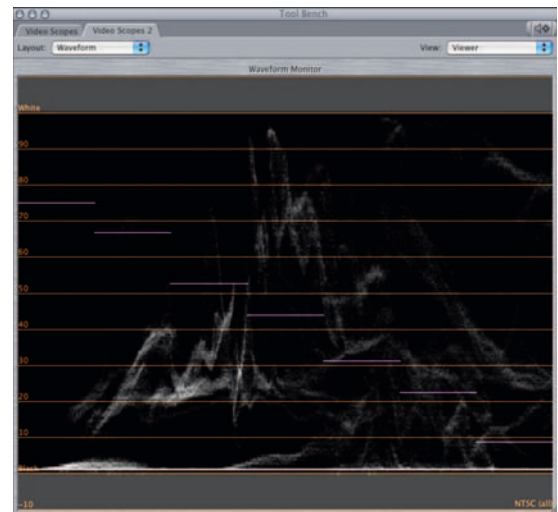 Tool Bench
Video Scopes
Video Scopes 2
Layout: Waveform
View: Viewer
Waveform Monitor
White
90
80
70
60
50
40
30
20
10
Black
-10
NTSC (all)